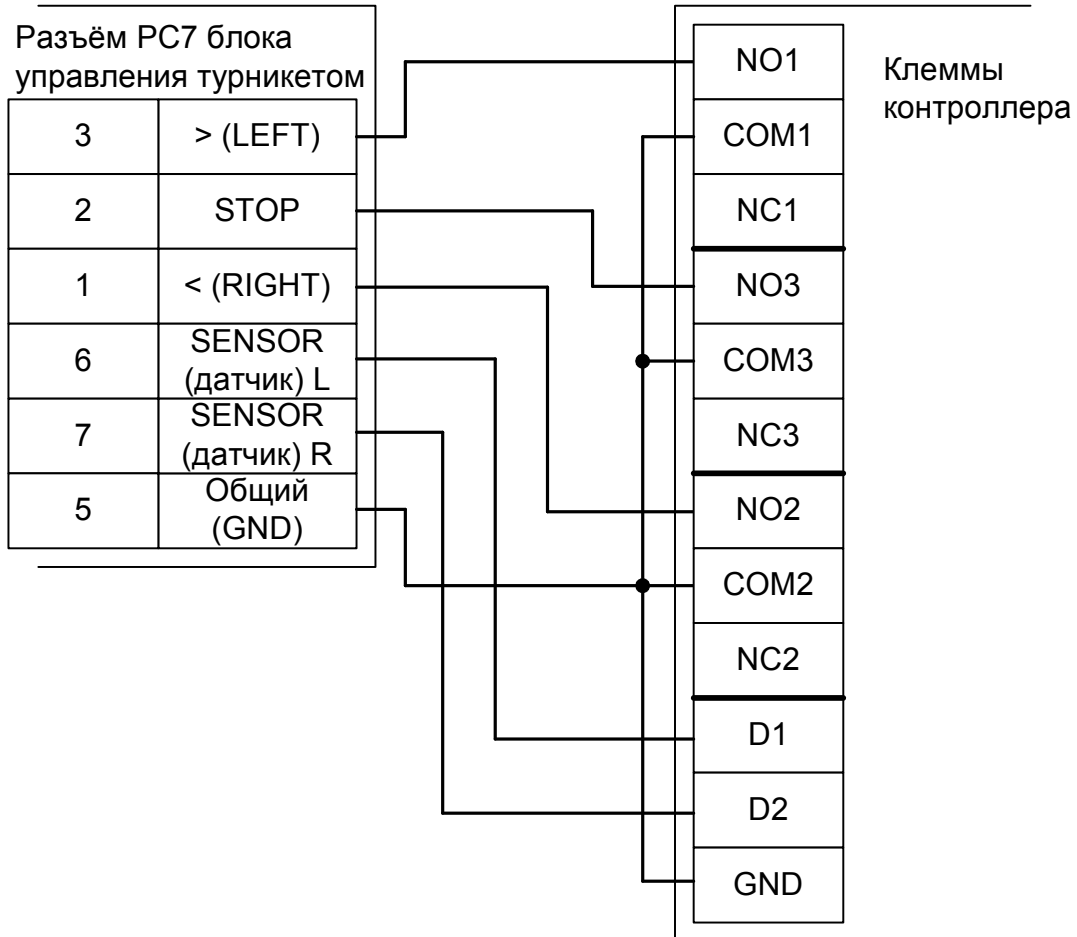 Разъём PC7 блока
управления турникетом
3 > (LEFT)
2 STOP
1 < (RIGHT)
6 SENSOR
(датчик) L
7 SENSOR
(датчик) R
5 Общий
(GND)
NO1
COM1
NC1
NO3
COM3
NC3
NO2
COM2
NC2
D1
D2
GND
Клеммы
контроллера